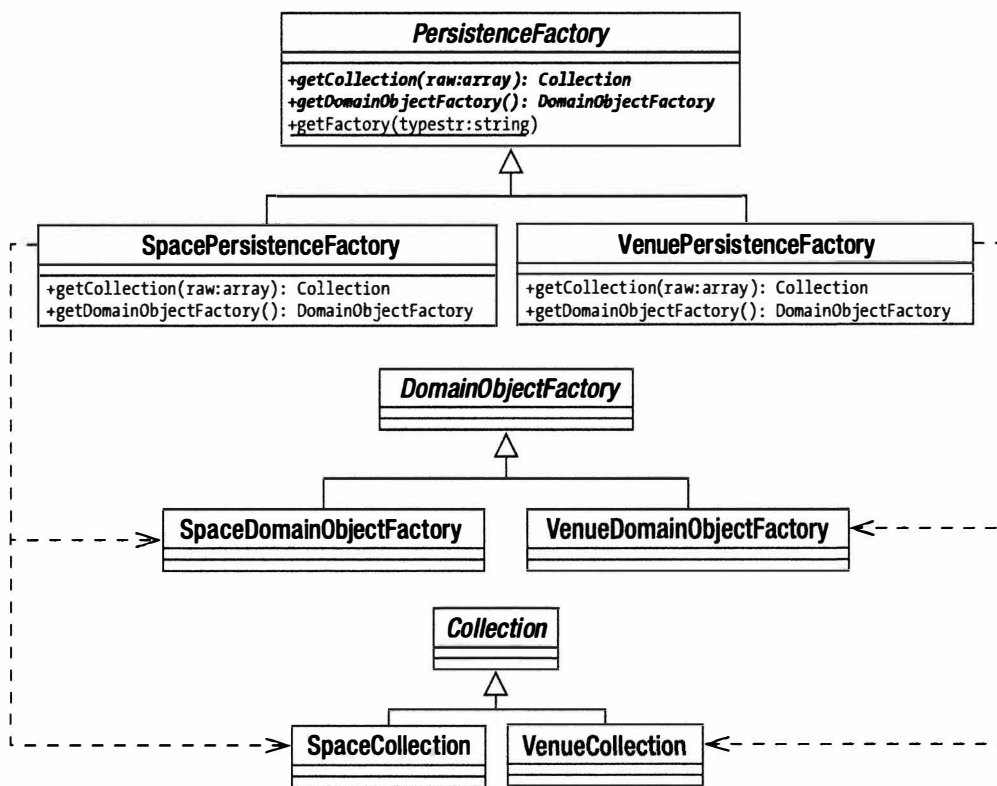 PersistenceFactory
+getCollection(raw:array): Collection
+getDomainObjectFactory(): DomainObjectFactory
+getFactory(typestr:string)
SpacePersistenceFactory
+getCollection(raw:array): Collection
+getDomainObjectFactory(): DomainObjectFactory
VenuePersistenceFactory
+getCollection(raw:array): Collection
+getDomainObjectFactory(): DomainObjectFactory
DomainObjectFactory
SpaceDomainObjectFactory
VenueDomainObjectFactory
Collection
SpaceCollection
VenueCollection